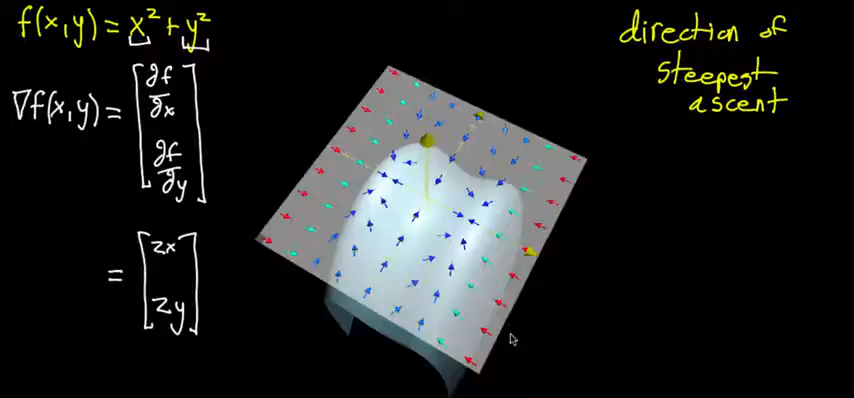 f(x,y) = x² + y²
∇f(x,y) = [∂f/∂x ∂f/∂y]
= [2x 2y]
direction of
steepest
ascent